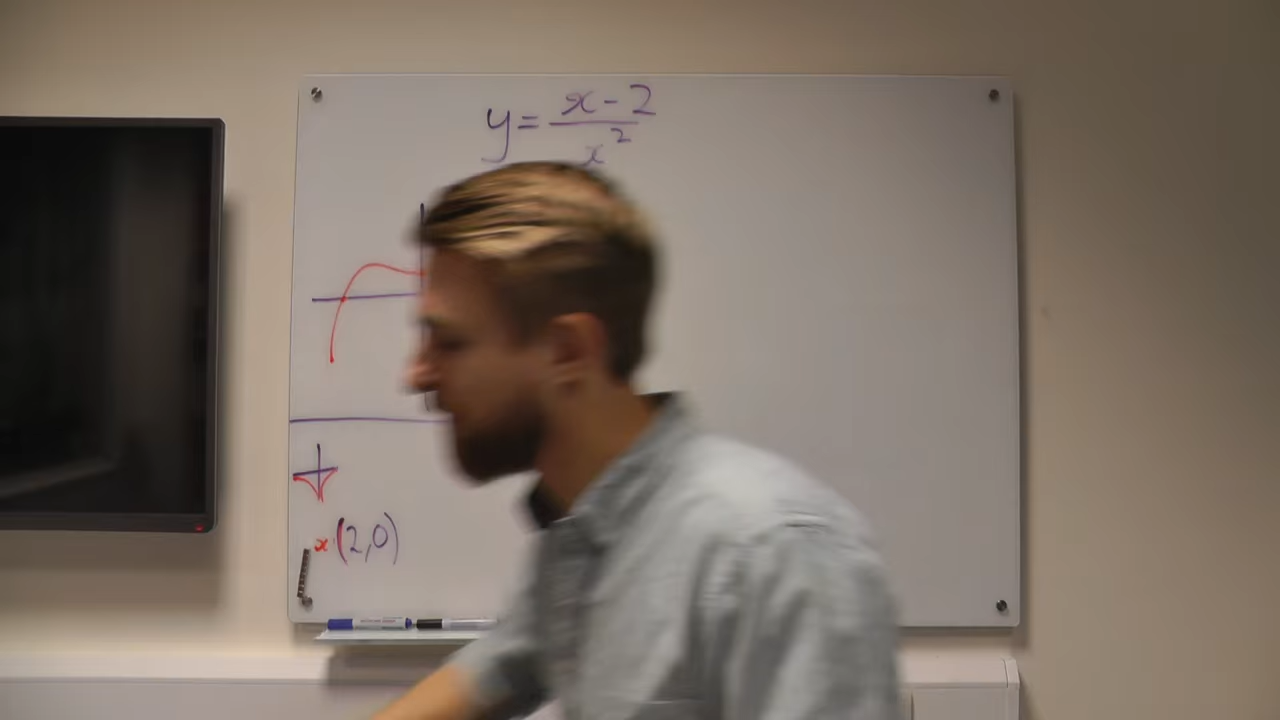 y = x - 2 / x²
x (2,0)